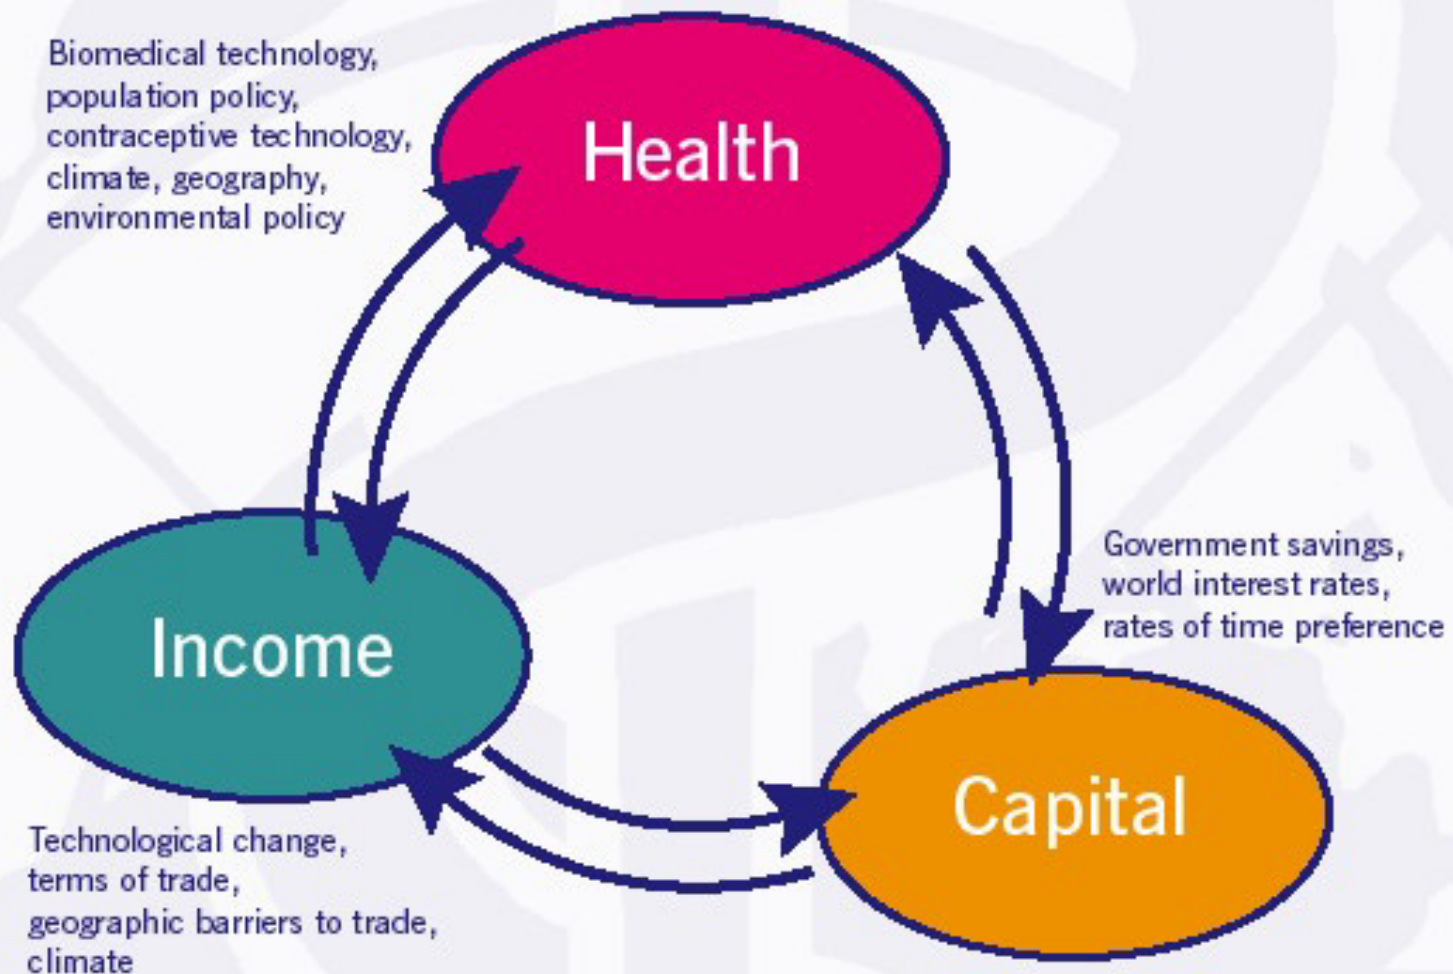 Biomedical technology,
population policy,
contraceptive technology,
climate, geography,
environmental policy
Health
Government savings,
world interest rates,
rates of time preference
Income
Capital
Technological change,
terms of trade,
geographic barriers to trade,
climate